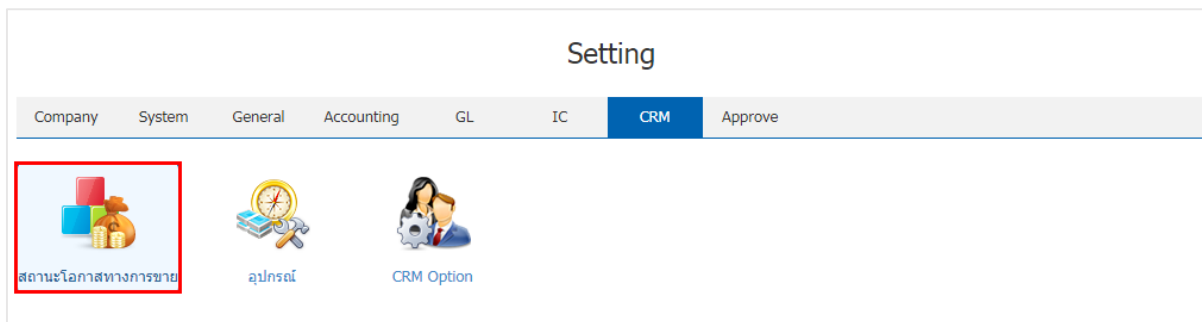 Setting
Company System General Accounting GL IC CRM Approve
สถานะโอกาสทางการขาย อุปกรณ์ CRM Option